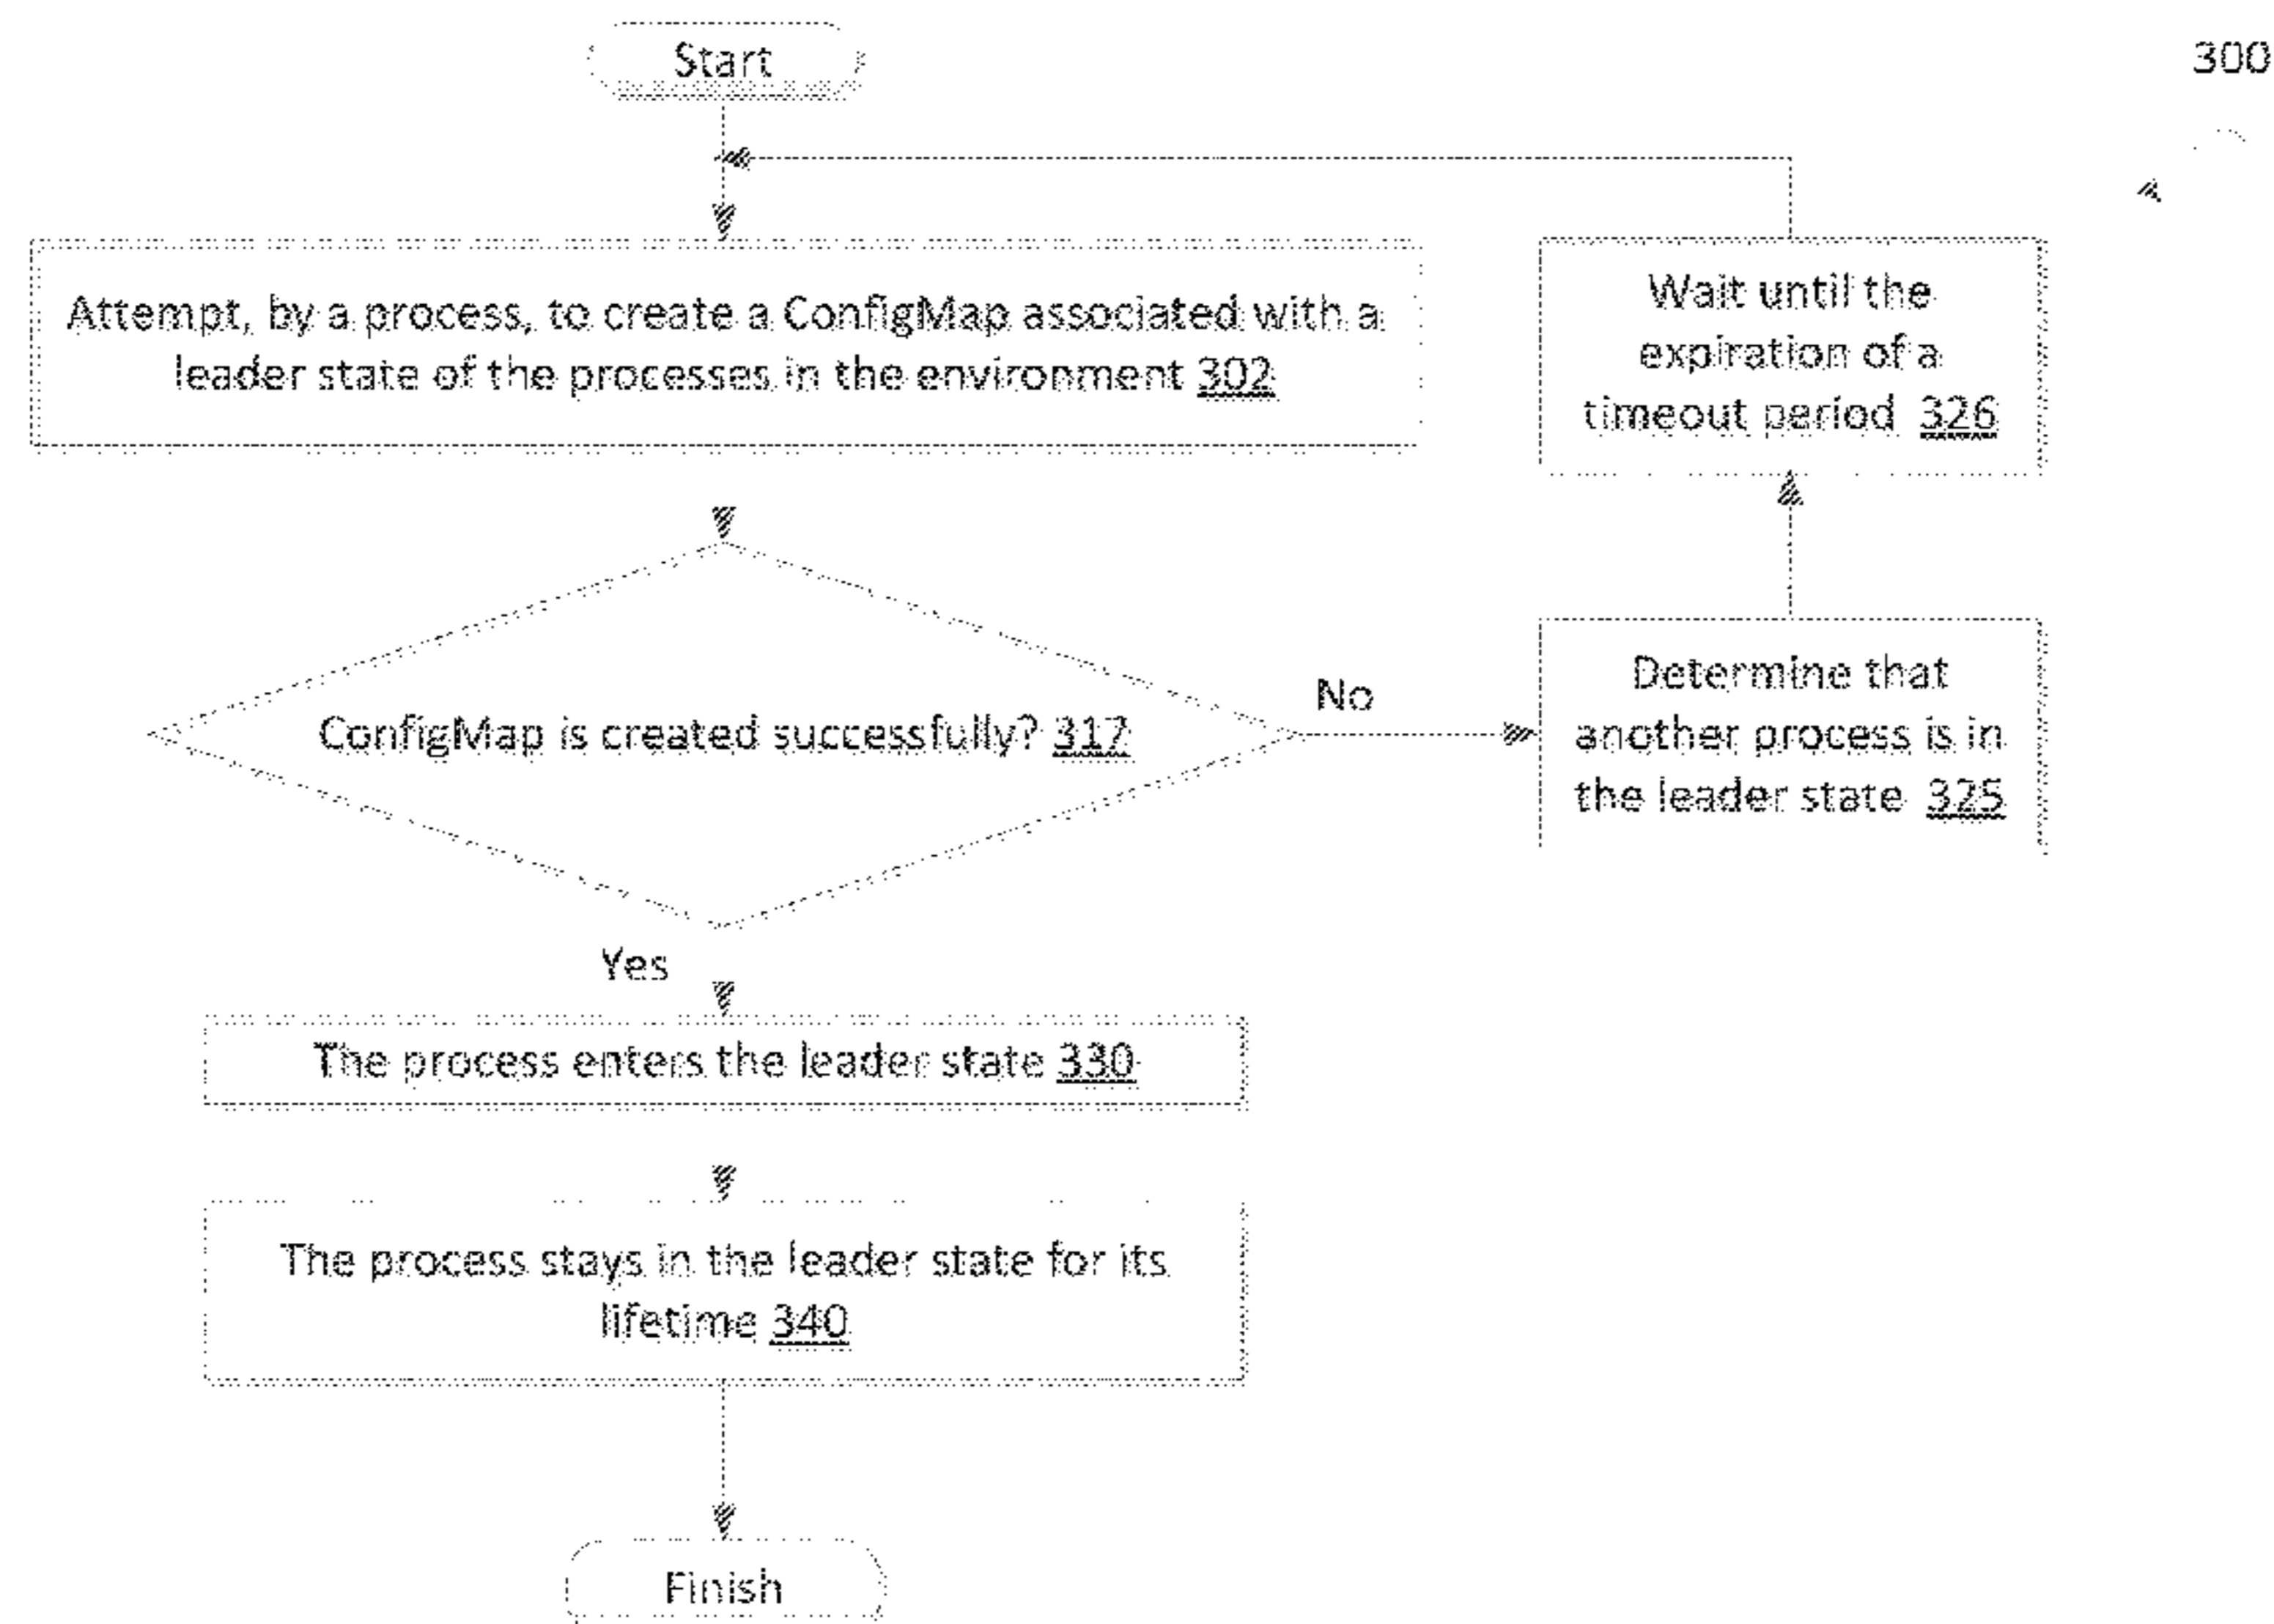 Start
300
Attempt, by a process, to create a ConfigMap associated with a
leader state of the processes in the environment 302
Wait until the
expiration of a
timeout period 326
ConfigMap is created successfully? 317
No
Determine that
another process is in
the leader state 325
Yes
The process enters the leader state 330
The process stays in the leader state for its
lifetime 340
Finish